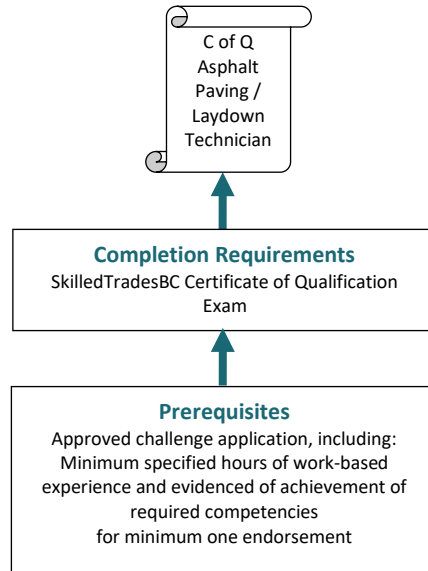 C of Q
Asphalt
Paving /
Laydown
Technician
Completion Requirements
SkilledTradesBC Certificate of Qualification
Exam
Prerequisites
Approved challenge application, including:
Minimum specified hours of work-based
experience and evidenced of achievement of
required competencies
for minimum one endorsement